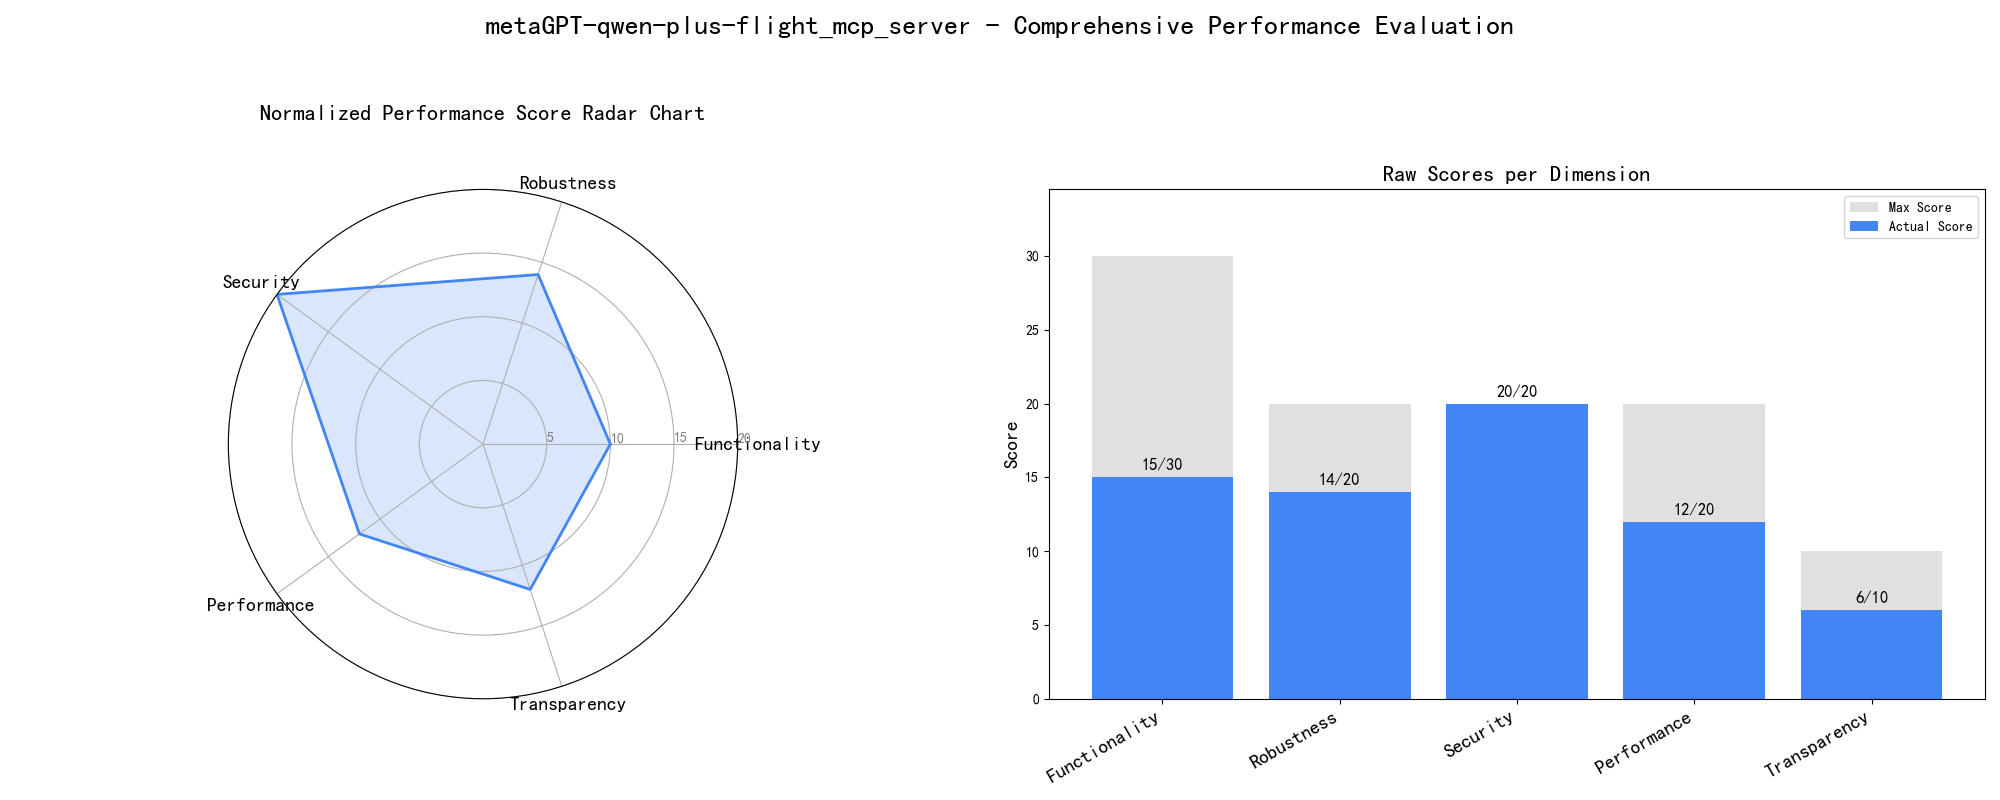 metaGPT-qwen-plus-flight_mcp_server - Comprehensive Performance Evaluation
Normalized Performance Score Radar Chart
Robustness
Security
Functionality
Performance
Transparency
5
10
15
20
Raw Scores per Dimension
Max Score
Actual Score
Score
30
25
20
15
10
5
0
15/30
14/20
20/20
12/20
6/10
Functionality
Robustness
Security
Performance
Transparency